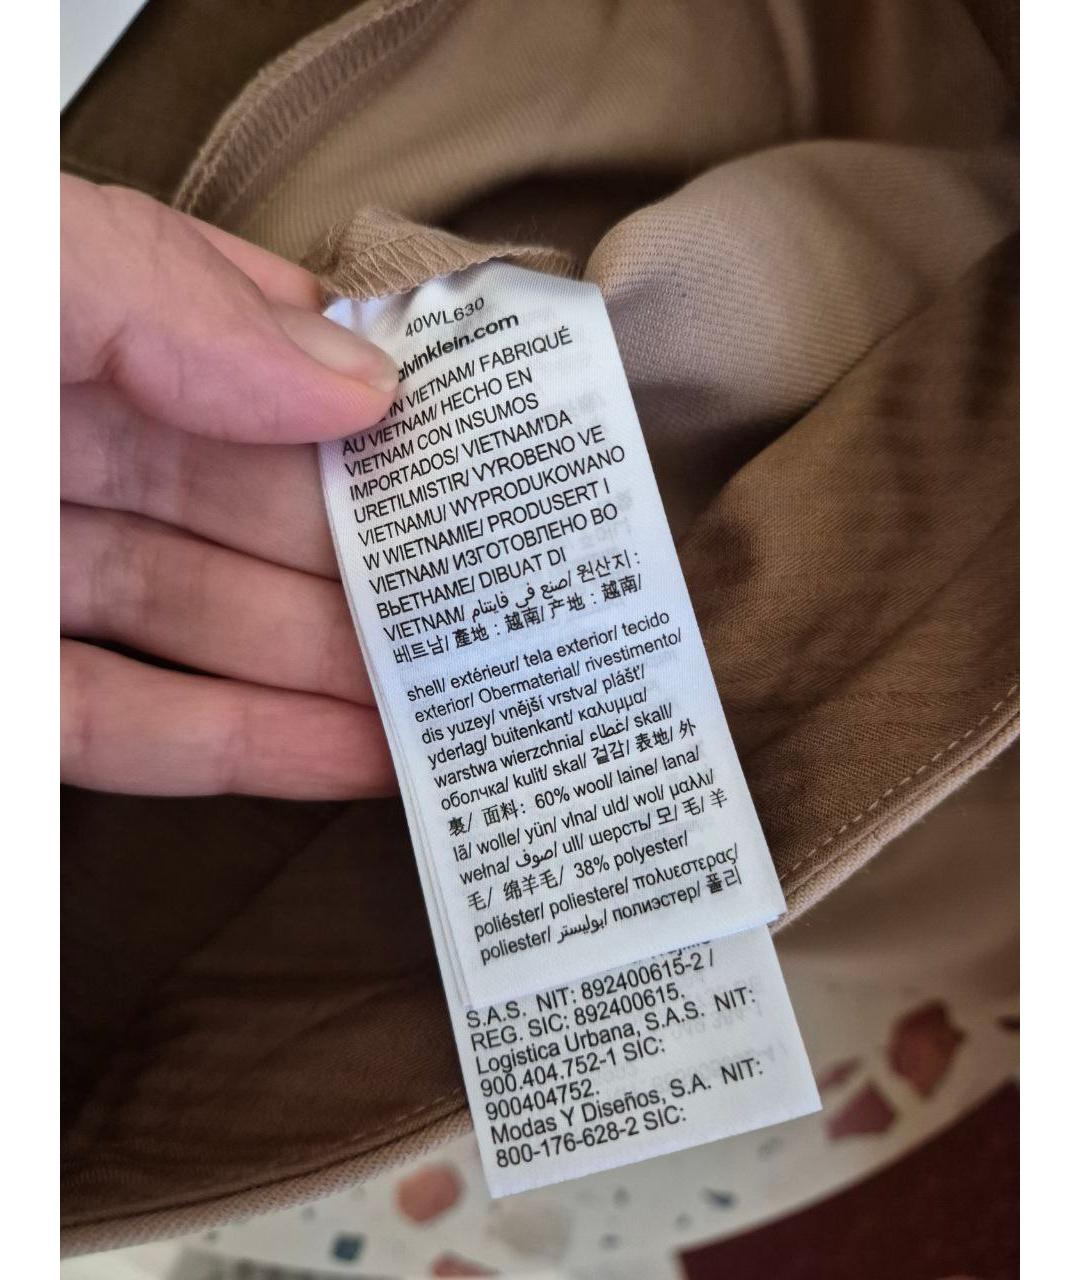 40WL630
alvinklein.com
IN VIETNAM/ FABRIQUÉ
AU VIETNAM/ HECHO EN
VIETNAM CON INSUMOS
IMPORTADOS/ VIETNAM'DA
URETILMISTIR/ VYROBENO VE
VIETNAMU/ WYPRODUKOWANO
W WIETNAMIE/ PRODUSERT I
VIETNAM/ ИЗГОТОВЛЕНО ВО
ВЬЕТНАМЕ/ DIBUAT DI
VIETNAM/ صنع في فايتنام/ 원산지 :
베트남/ 產地 : 越南/ 产地 : 越南/
shell/ extérieur/ tela exterior/ tecido
exterior/ Obermaterial/ rivestimento/
dis yuzey/ vnější vrstva/ plášť/
yderlag/ buitenkant/ καλυμμα/
warstwa wierzchnia/ غطاء/ skall/
оболчка/ kulit/ skal/ 겉감/ 表地/ 外
裏/ 面料: 60% wool/ laine/ lana/
lã/ wolle/ yün/ vlna/ uld/ wol/ μαλλι/
wełna/ صوف/ ull/ шерсть/ 모/ 毛/ 羊
毛/ 绵羊毛/ 38% polyester/
poliéster/ poliestere/ πολυεστερας/
poliester/ بوليستر/ полиэстер/ 폴리
S.A.S. NIT: 892400615-2 /
REG. SIC: 892400615.
Logistica Urbana, S.A.S. NIT:
900.404.752-1 SIC:
900404752.
Modas Y Diseños, S.A. NIT:
800-176-628-2 SIC: